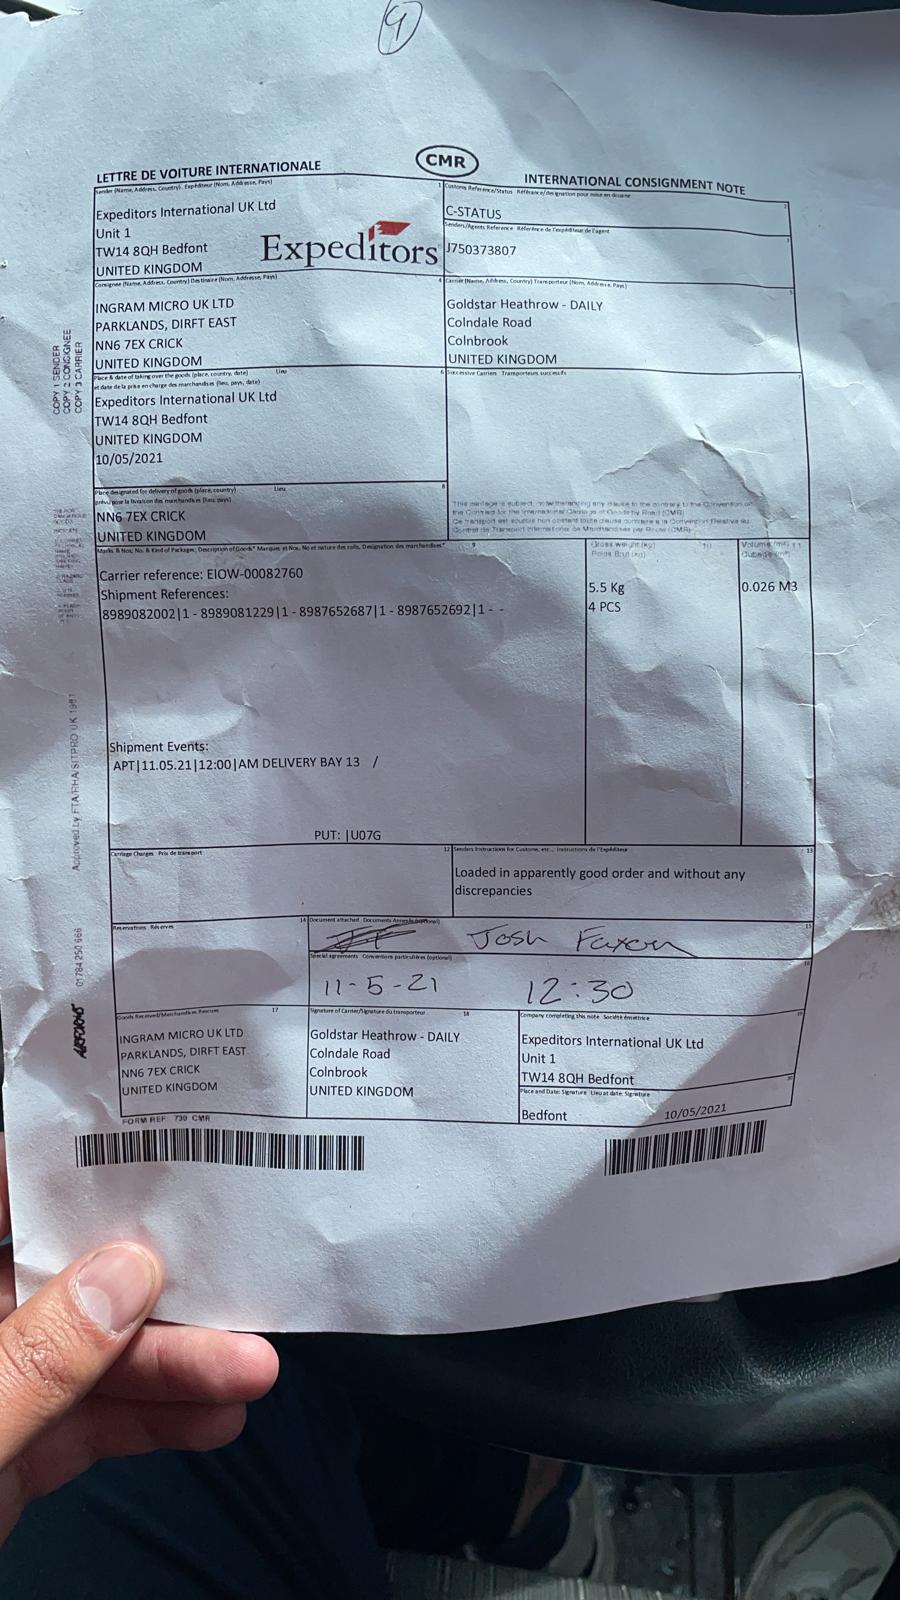 4
LETTRE DE VOITURE INTERNATIONALE
CMR
INTERNATIONAL CONSIGNMENT NOTE
Sender (Name, Address, Country) Expéditeur (Nom, Addresse, Pays) 1
Expeditors International UK Ltd
Unit 1
TW14 8QH Bedfont
UNITED KINGDOM
Expeditors
Customs Reference/Status Référence/désignation pour mise en douane 2
C-STATUS
Senders/Agents Reference Référence de l'expéditeur de l'agent 3
J750373807
Consignee (Name, Address, Country) Destinaire (Nom, Addresse, Pays) 4
INGRAM MICRO UK LTD
PARKLANDS, DIRFT EAST
NN6 7EX CRICK
UNITED KINGDOM
Carrier (Name, Address, Country) Transporteur (Nom, Addresse, Pays) 5
Goldstar Heathrow - DAILY
Colndale Road
Colnbrook
UNITED KINGDOM
COPY 1 SENDER
COPY 2 CONSIGNEE
COPY 3 CARRIER
Place & date of taking over the goods (place, country, date) Lieu 6
et date de la prise en charge des marchandises (lieu, pays, date)
Expeditors International UK Ltd
TW14 8QH Bedfont
UNITED KINGDOM
10/05/2021
Successive Carriers Transporteurs successifs 7
Place designated for delivery of goods (place, country) Lieu 8
prévu pour la livraison des marchandises (lieu, pays)
NN6 7EX CRICK
UNITED KINGDOM
This carriage is subject, notwithstanding any clause to the contrary to the Convention
on the Contract for the International Carriage of Goods by Road (CMR)
Ce transport est soumis non obstant toute clause contraire a la Convention Relative au
Contrat de Transport International de Marchandises par Route (CMR)
Marks & Nos; No. & Kind of Packages; Description of Goods* Marques et Nos, No et nature des colis, Designation des marchandises* 9
Gross weight (kg) 10
Poids Brut (kg)
Volume (m³) 11
Cubage (m³)
Carrier reference: EIOW-00082760
Shipment References:
8989082002|1 - 8989081229|1 - 8987652687|1 - 8987652692|1 - -
5.5 Kg
4 PCS
0.026 M3
Shipment Events:
APT|11.05.21|12:00|AM DELIVERY BAY 13 /
PUT: |U07G
Approved by FTA/RHA/SITPRO UK 1981
Carriage Charges Prix de transport 12
Senders Instructions for Customs, etc... Instructions de l'Expéditeur 13
Loaded in apparently good order and without any
discrepancies
Reservations Réserves 14
Document attached Documents Annexés (optional) 15
Josh Faxon
Special agreements Conventions particulières (optional) 16
11-5-21 12:30
01784 250 666
Goods Received/Marchandises Recues 17
INGRAM MICRO UK LTD
PARKLANDS, DIRFT EAST
NN6 7EX CRICK
UNITED KINGDOM
Signature of Carrier/Signature du transporteur 18
Goldstar Heathrow - DAILY
Colndale Road
Colnbrook
UNITED KINGDOM
Company completing this note Société émettrice 19
Expeditors International UK Ltd
Unit 1
TW14 8QH Bedfont
Place and Date; Signature Lieu et date; Signature 20
Bedfont 10/05/2021
FORM REF 730 CMR